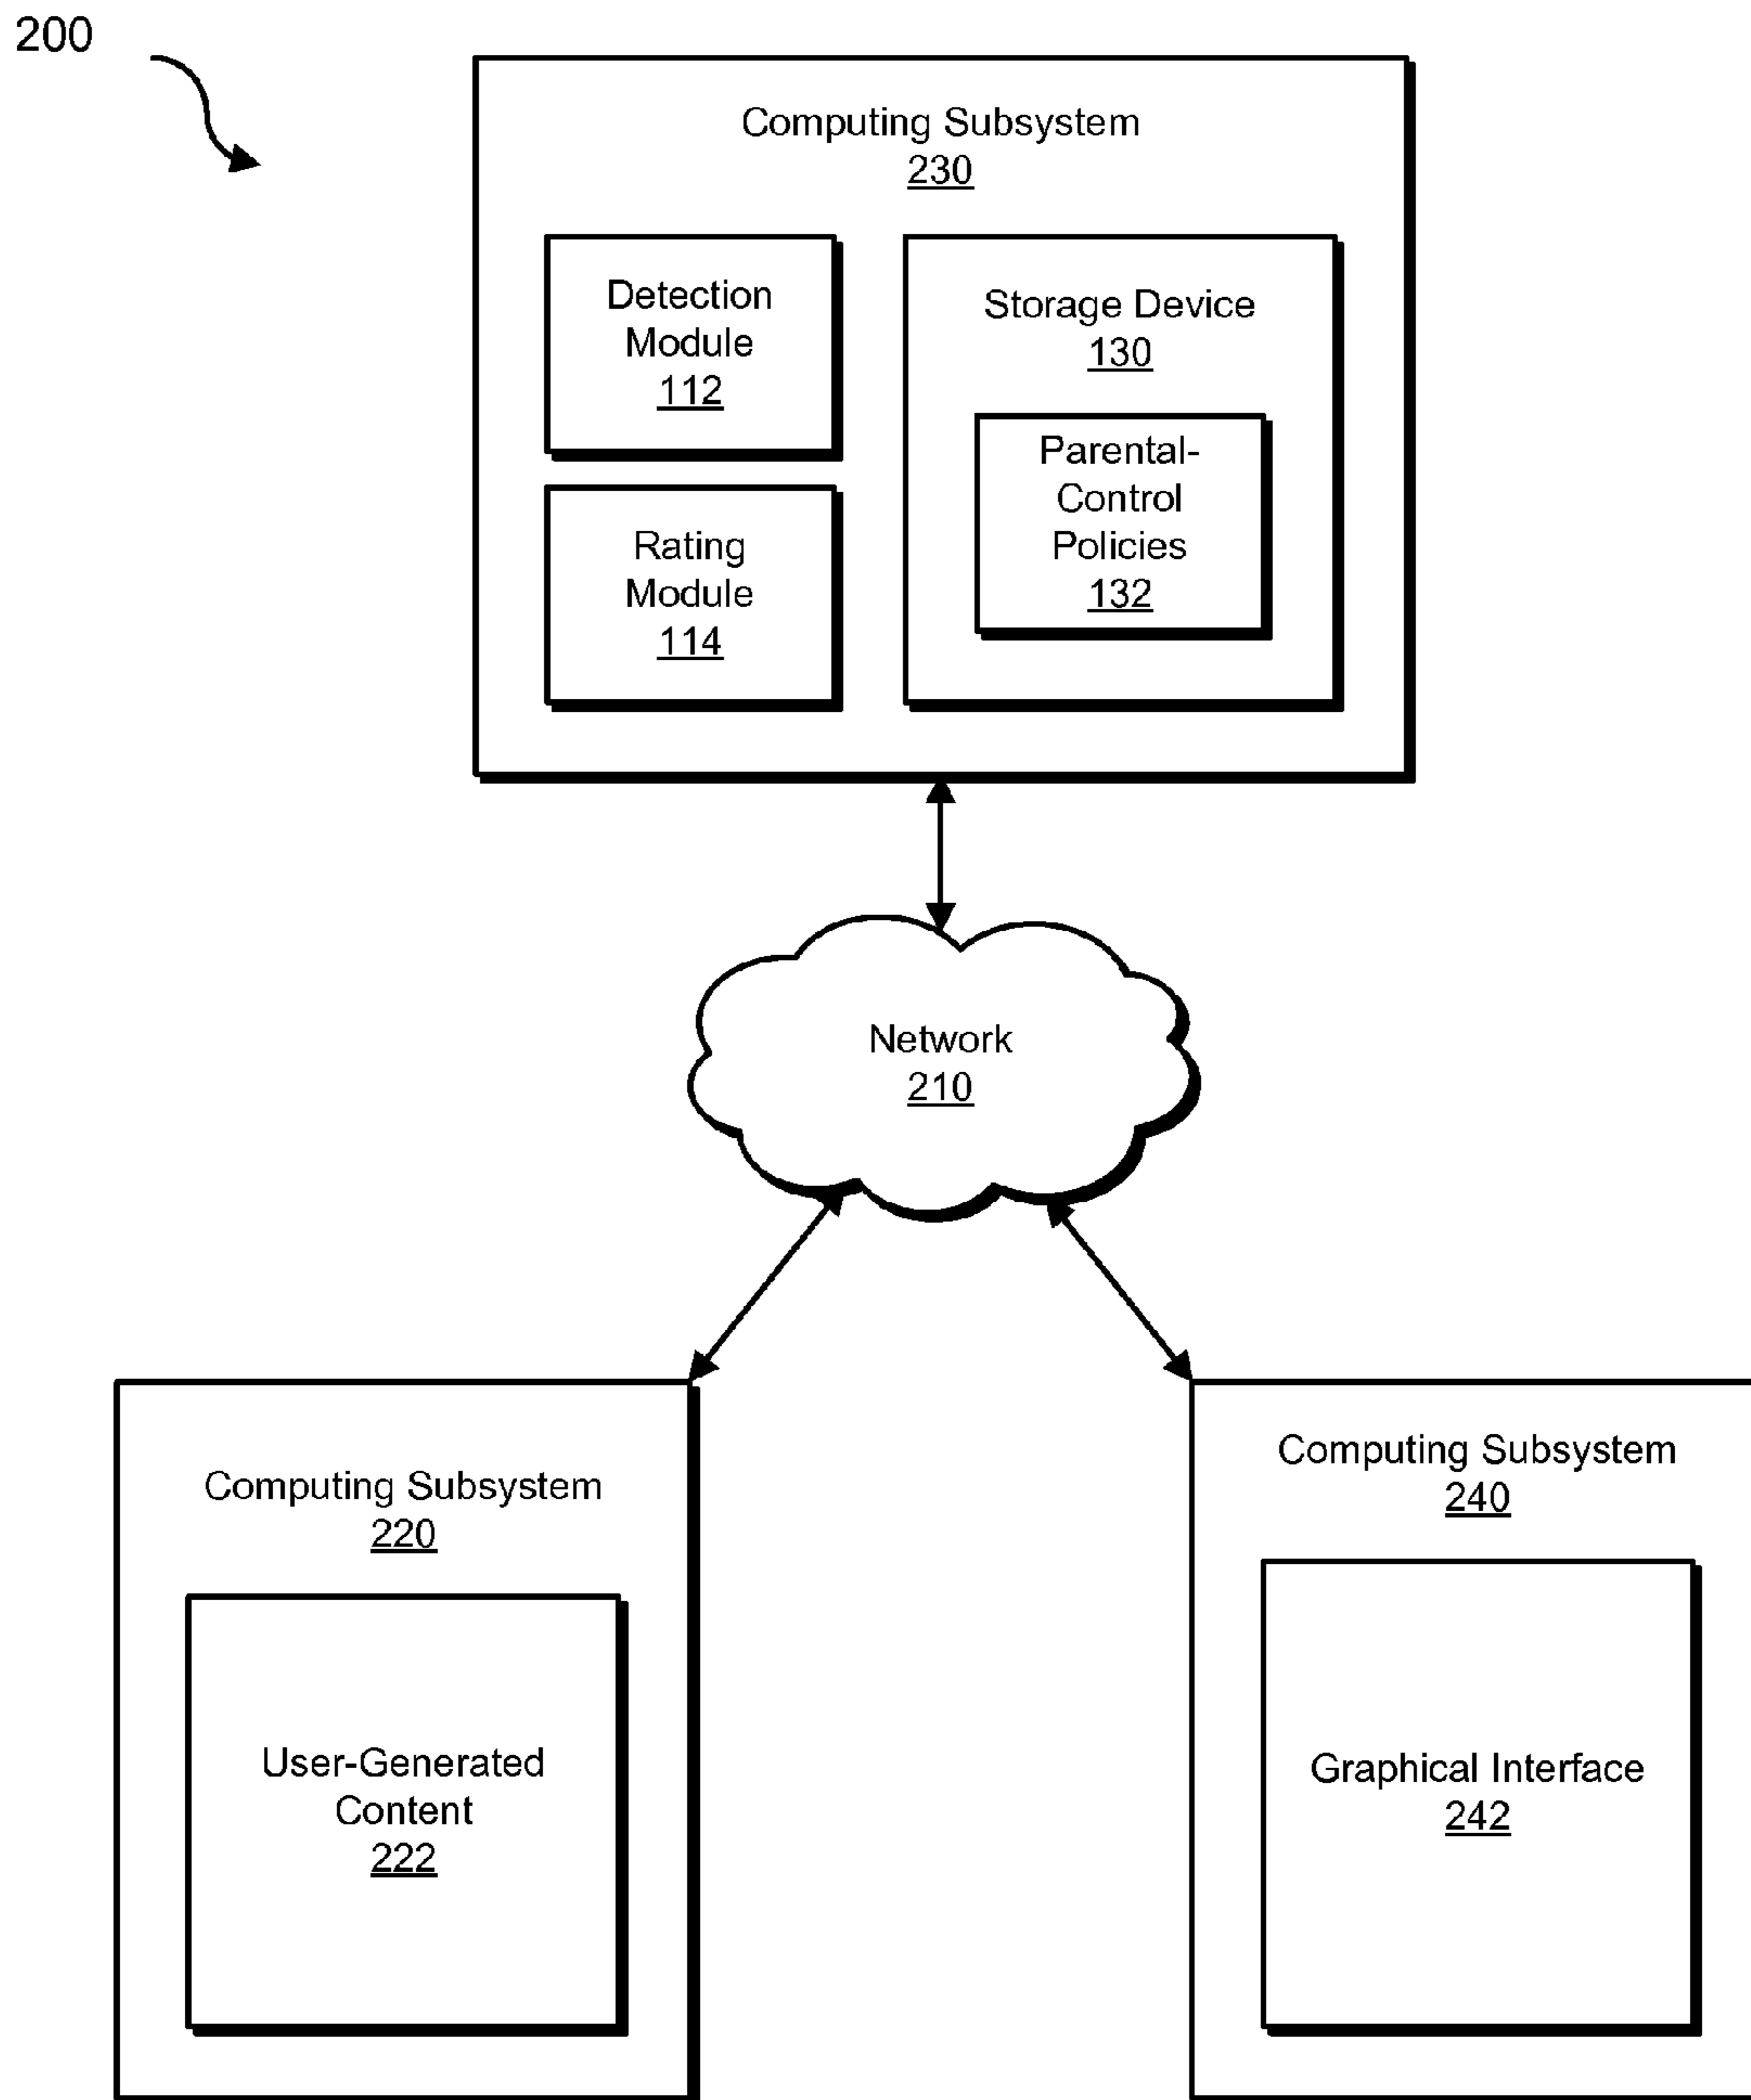 200
Computing Subsystem
230
Detection
Module
112
Storage Device
130
Parental-
Control
Policies
132
Rating
Module
114
Network
210
Computing Subsystem
220
User-Generated
Content
222
Computing Subsystem
240
Graphical Interface
242